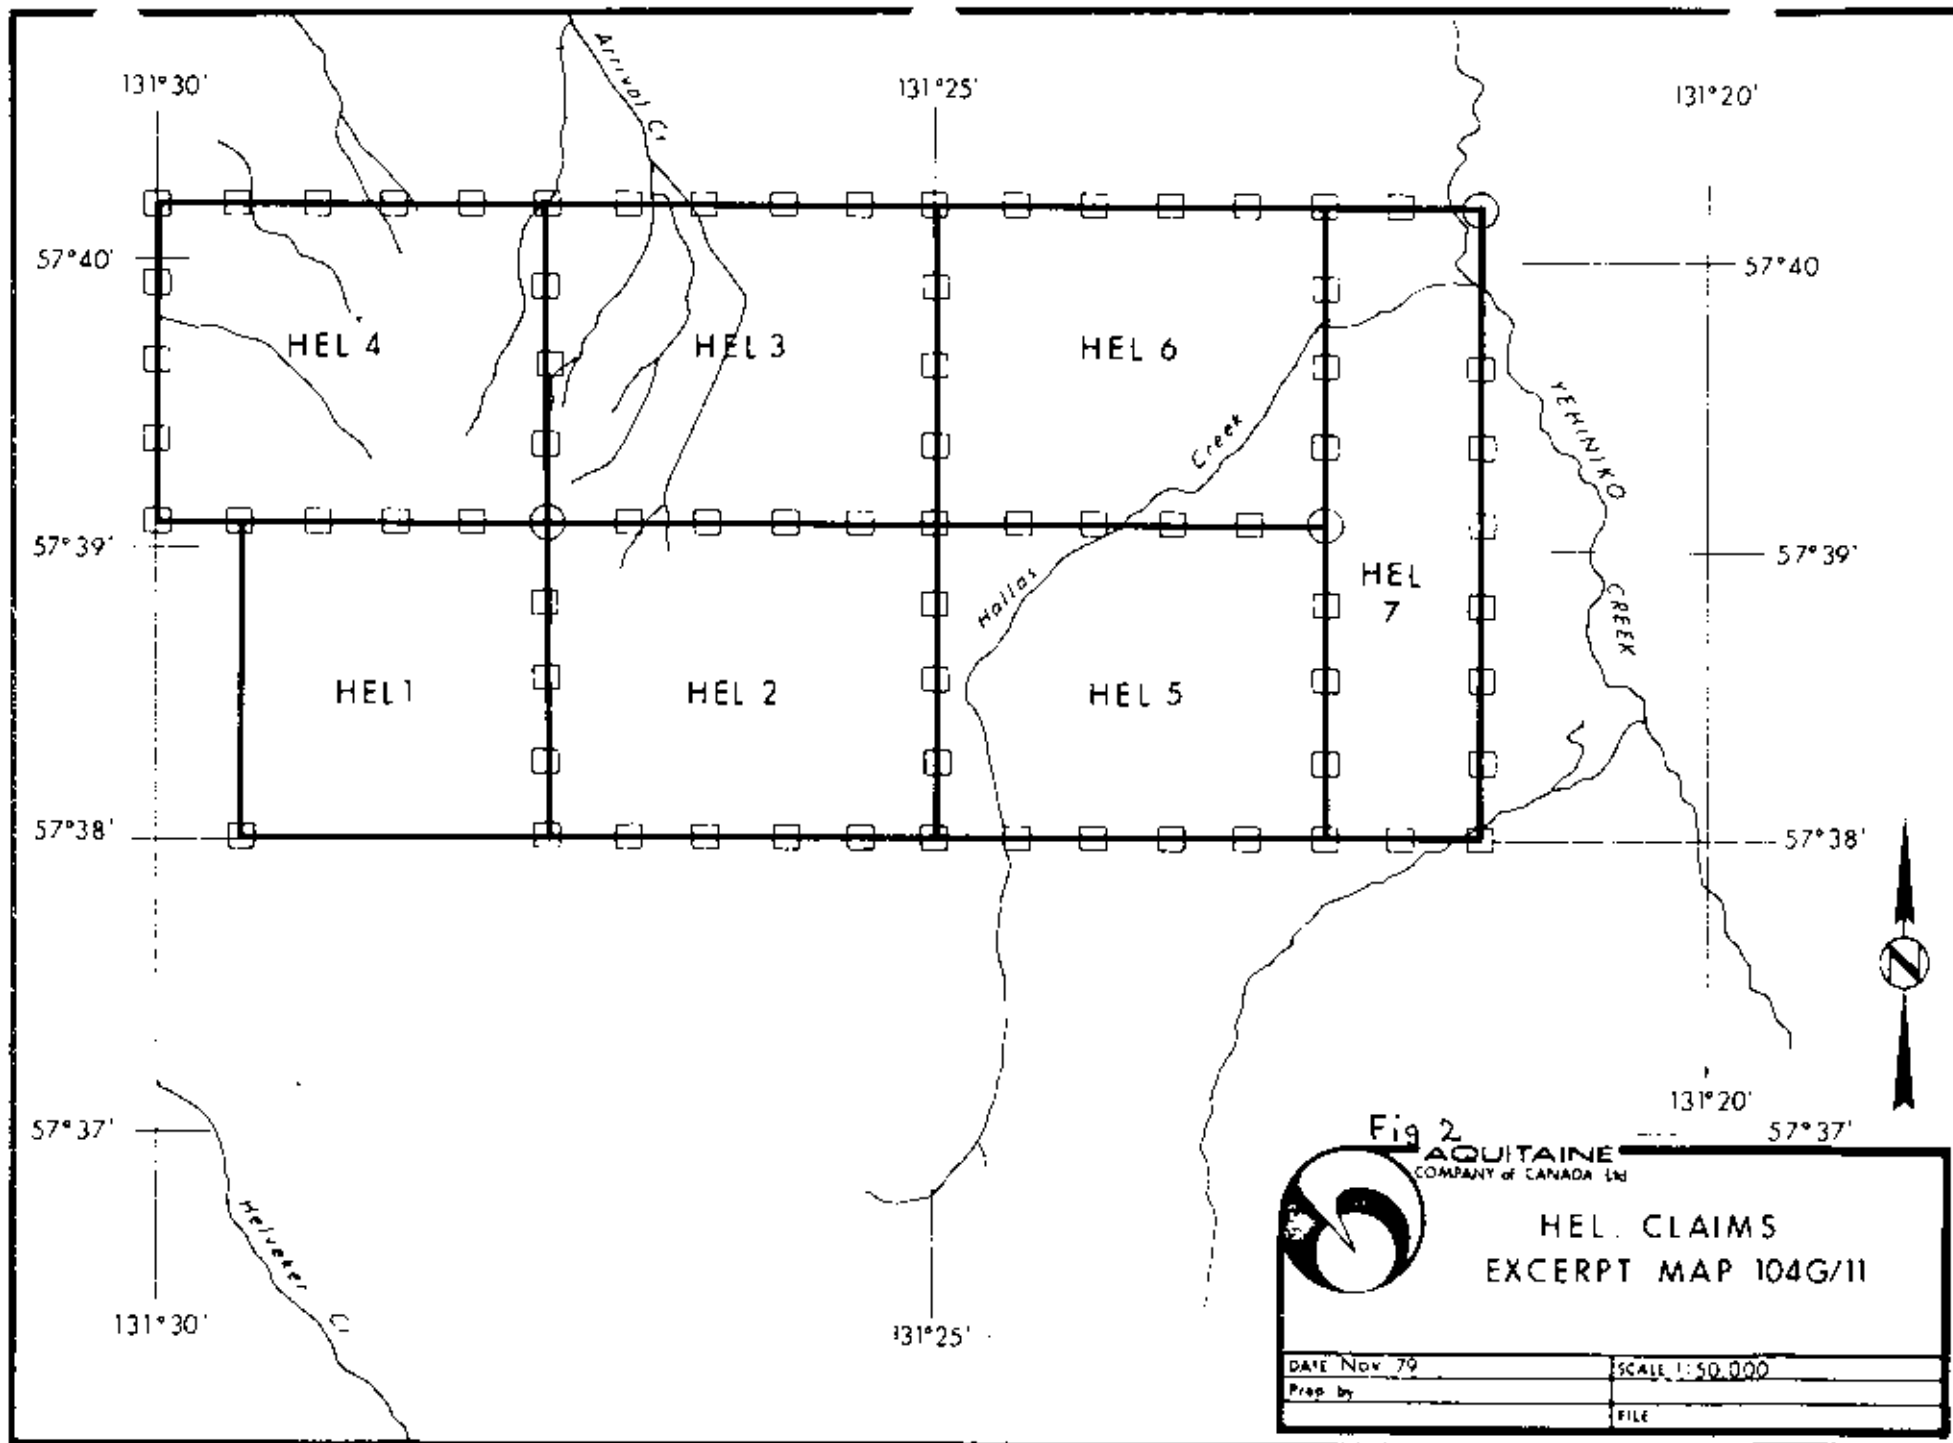 131°30' 131°25' 131°20'
Arrival Cr
57°40' 57°40
HEL 4 HEL 3 HEL 6
YEHINIKO
CREEK
Hallas Creek
57°39' 57°39'
HEL
7
HEL 1 HEL 2 HEL 5
57°38' 57°38'
N
131°20'
57°37' 57°37'
Helveker Cr
131°30' 131°25'
Fig 2
AQUITAINE
COMPANY of CANADA Ltd
HEL. CLAIMS
EXCERPT MAP 104G/11
DATE Nov 79 SCALE 1:50,000
Prep by
FILE